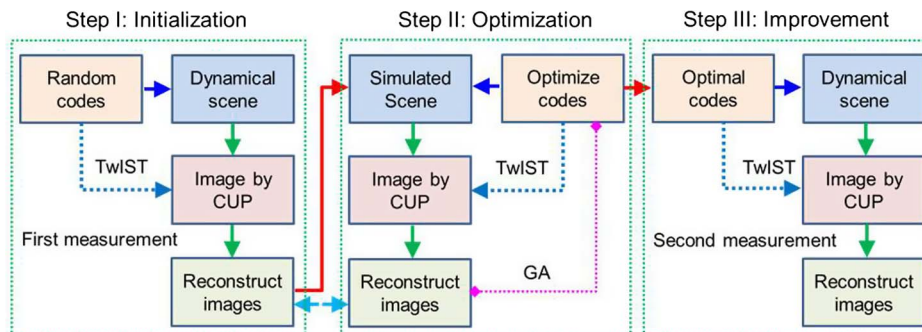 Step I: Initialization
Random
codes
Dynamical
scene
TwIST
Image by
CUP
First measurement
Reconstruct
images
Step II: Optimization
Simulated
Scene
Optimize
codes
TwIST
Image by
CUP
GA
Reconstruct
images
Step III: Improvement
Optimal
codes
Dynamical
scene
TwIST
Image by
CUP
Second measurement
Reconstruct
images